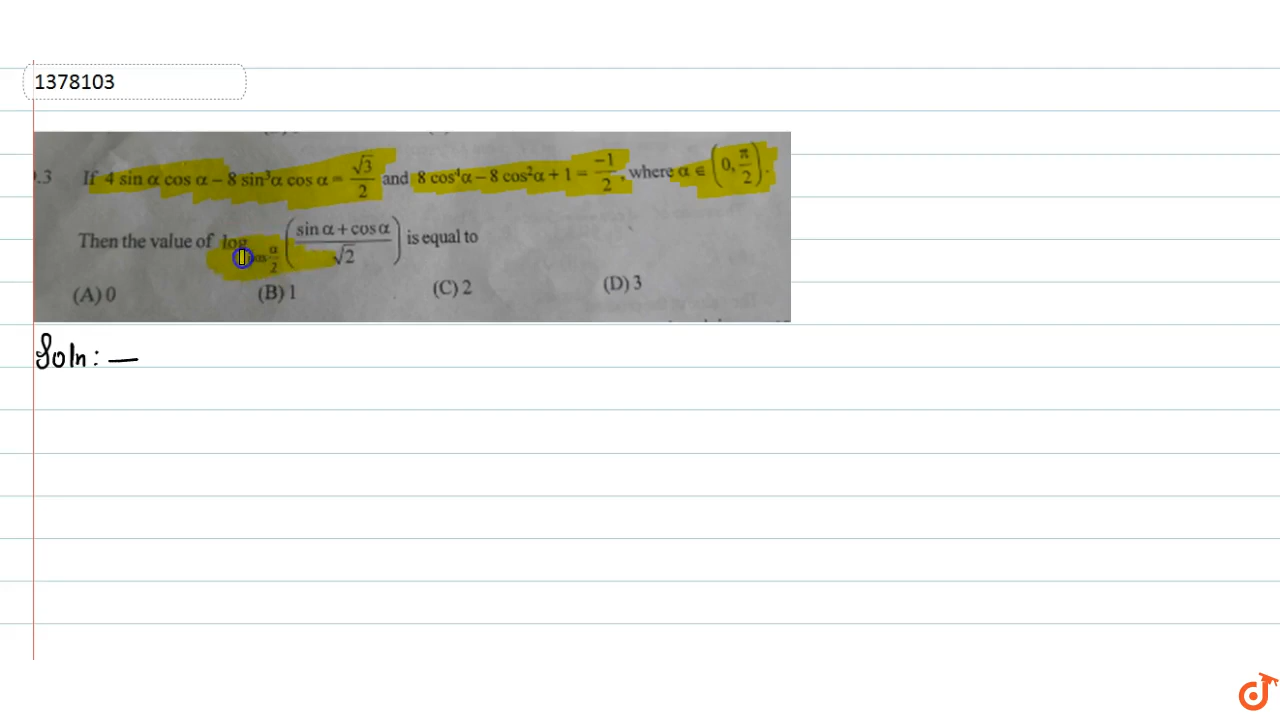 1378103
.3 If 4 sin α cos α – 8 sin³α cos α = √3/2 and 8 cos⁴α – 8 cos²α + 1 = –1/2, where α ∈ (0, π/2).
Then the value of log cos α/2 (sin α + cos α/√2) is equal to
(A) 0 (B) 1 (C) 2 (D) 3
Soln: —